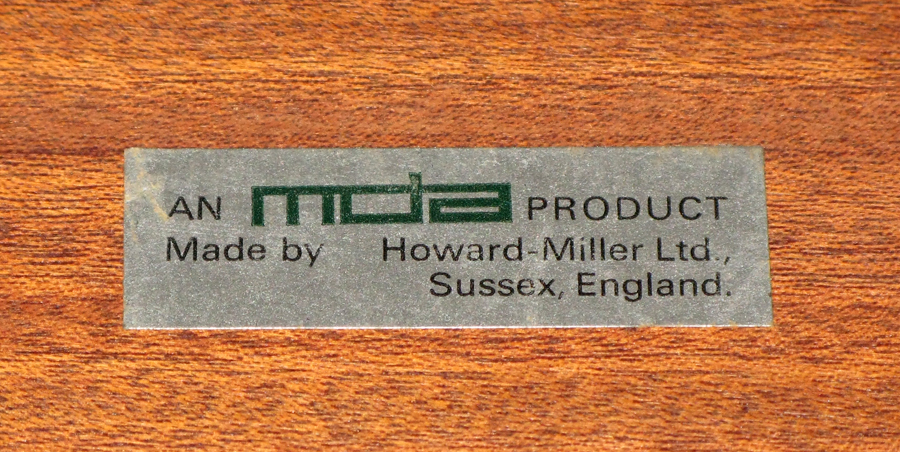 AN mda PRODUCT
Made by Howard-Miller Ltd.,
Sussex, England.